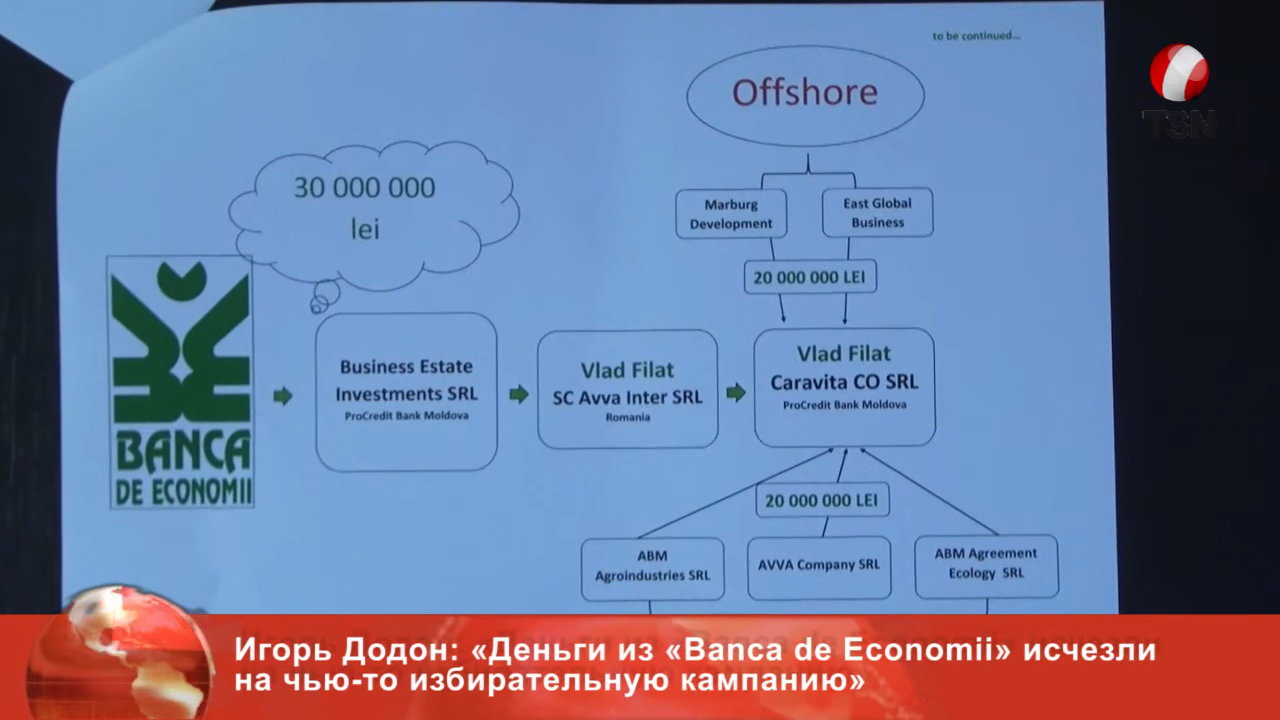 to be continued...
Offshore
TSN
30 000 000
lei
Marburg
Development
East Global
Business
20 000 000 LEI
BANCA
DE ECONOMII
Business Estate
Investments SRL
ProCredit Bank Moldova
Vlad Filat
SC Avva Inter SRL
Romania
Vlad Filat
Caravita CO SRL
ProCredit Bank Moldova
20 000 000 LEI
ABM
Agroindustries SRL
AVVA Company SRL
ABM Agreement
Ecology SRL
Игорь Додон: «Деньги из «Banca de Economii» исчезли
на чью-то избирательную кампанию»